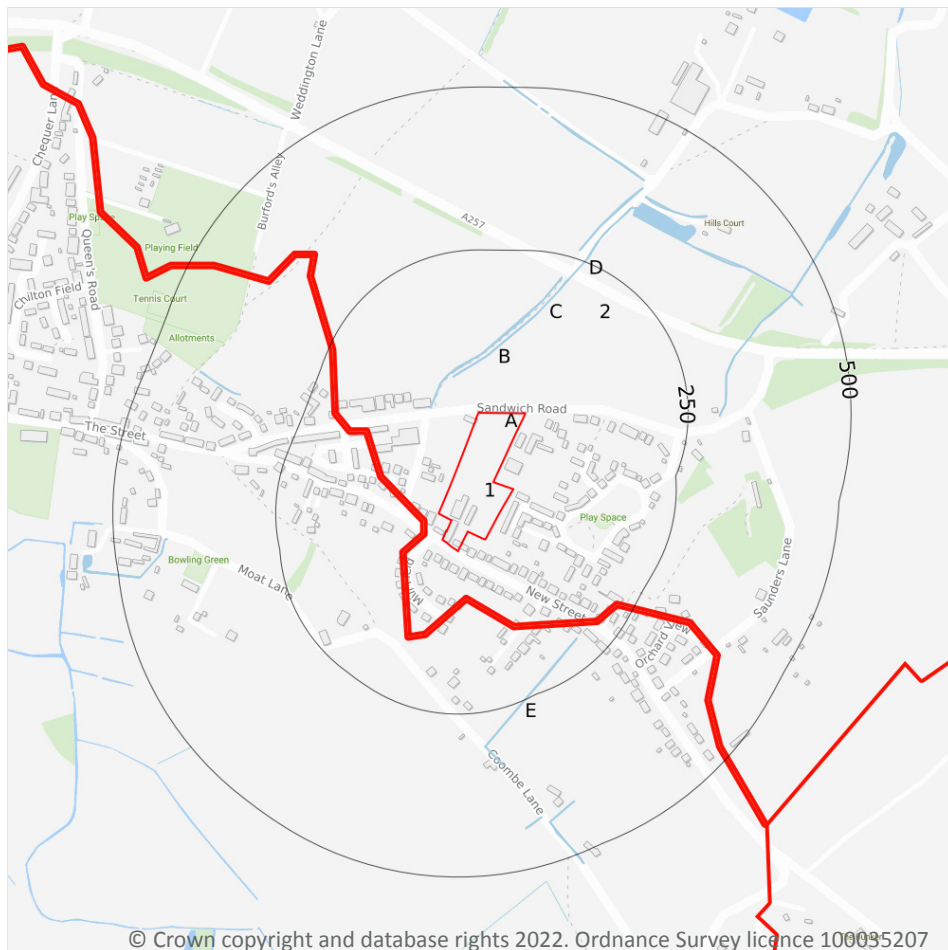 Weddington Lane
Chequer Lane
Burford's Alley
Play Space
A257
Hills Court
Queen's Road
Playing Field
D
Chilton Field
Tennis Court
C
2
Allotments
B
500
250
Sandwich Road
A
The Street
1
Play Space
Bowling Green
Moat Lane
Saunders Lane
New Street
Orchard View
E
Coombe Lane
© Crown copyright and database rights 2022. Ordnance Survey licence 100025207